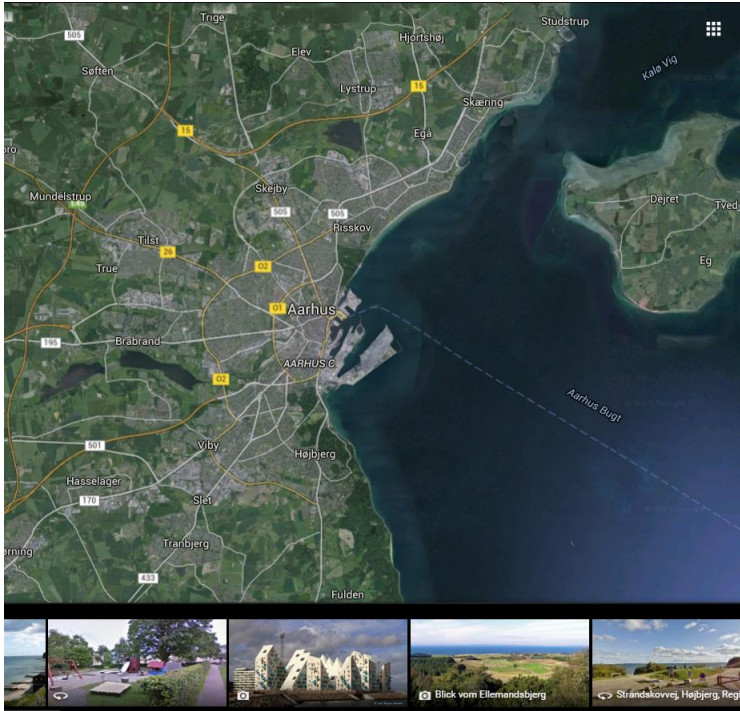 Trige
Studstrup
505
Hjortshøj
Elev
Kalø Vig
Søften
Lystrup
15
Skæring
15
Egå
Skejby
Mundelstrup
Dejret
505
505
Risskov
Tilst
26
True
O2
Eg
O1
Aarhus
195
Brabrand
AARHUS C
O2
Aarhus Bugt
501
Viby
Højbjerg
Hasselager
170
Slet
Tranbjerg
433
Fulden
Blick vom Ellemandsbjerg
Strandskovvej, Højbjerg, Regi